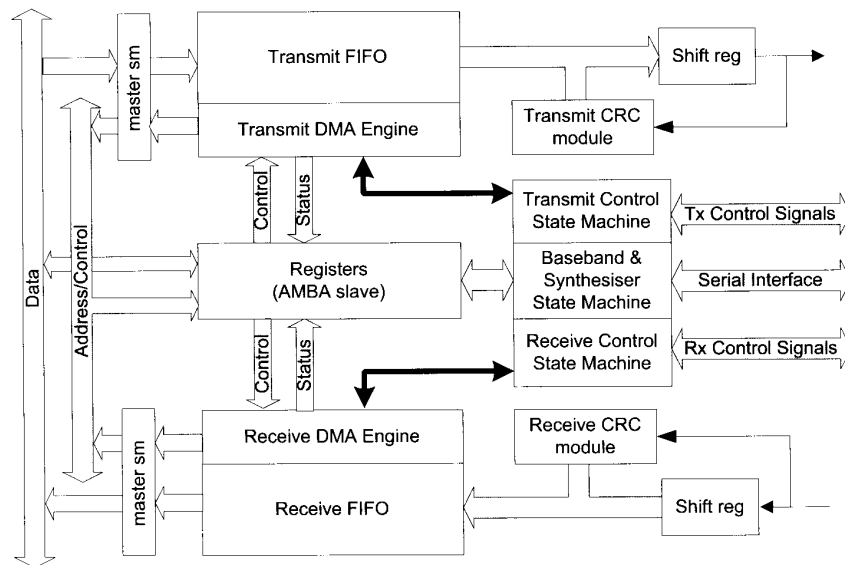 Transmit FIFO
Shift reg
master sm
Transmit DMA Engine
Transmit CRC
module
Control
Status
Transmit Control
State Machine
Tx Control Signals
Data
Address/Control
Registers
(AMBA slave)
Baseband &
Synthesiser
State Machine
Serial Interface
Receive Control
State Machine
Rx Control Signals
Control
Status
Receive DMA Engine
Receive CRC
module
master sm
Receive FIFO
Shift reg